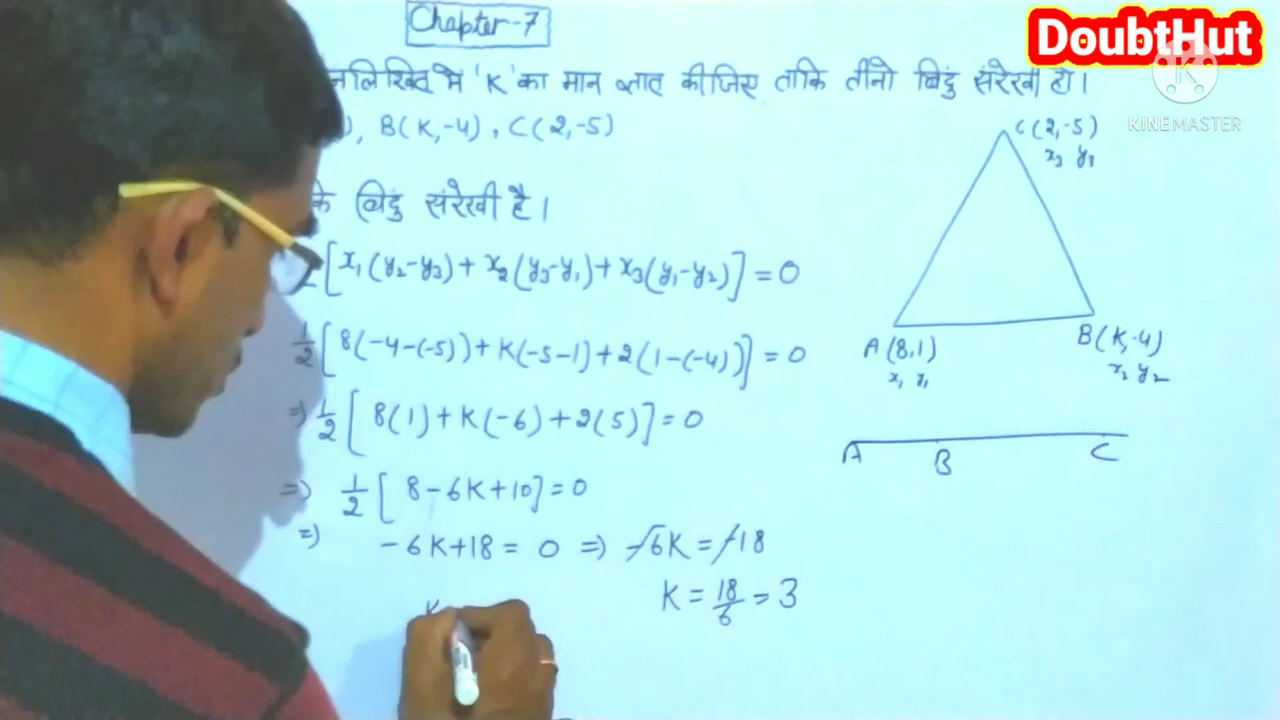 Chapter-7
DoubtHut
K
KINEMASTER
में 'K' का मान ज्ञात कीजिए ताकि तीनो बिंदु संरेखी हो।
), B(K,-4), C(2,-5)
के बिंदु संरेखी है।
[x₁(y₂-y₃)+x₂(y₃-y₁)+x₃(y₁-y₂)]=0
1/2[8(-4-(-5))+K(-5-1)+2(1-(-4))]=0
=) 1/2[8(1)+K(-6)+2(5)]=0
=) 1/2[8-6K+10]=0
=) -6K+18=0 =) -6K=-18
K=18/6=3
K
C(2,-5)
y₃
A(8,1)
x₁ y₁
B(K,-4)
x₂ y₂
A B C